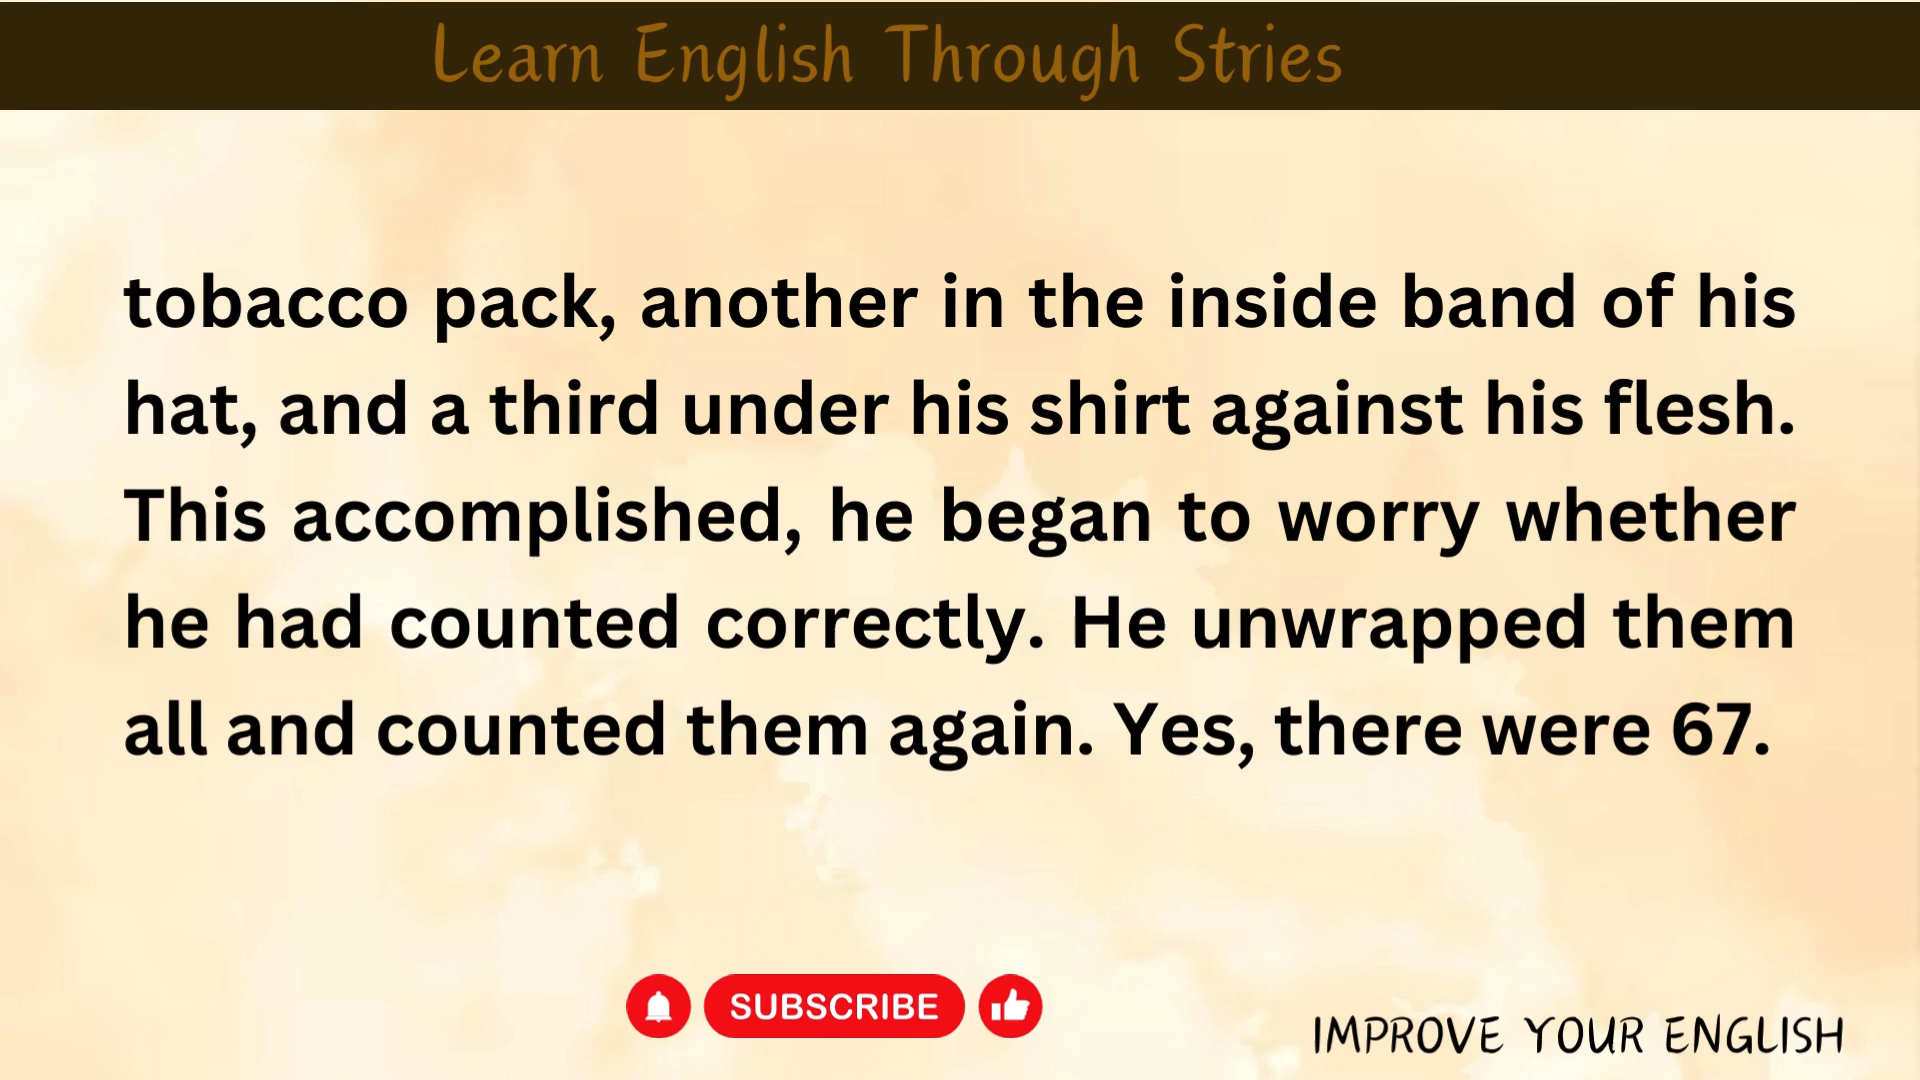 Learn English Through Stries
tobacco pack, another in the inside band of his
hat, and a third under his shirt against his flesh.
This accomplished, he began to worry whether
he had counted correctly. He unwrapped them
all and counted them again. Yes, there were 67.
SUBSCRIBE
IMPROVE YOUR ENGLISH